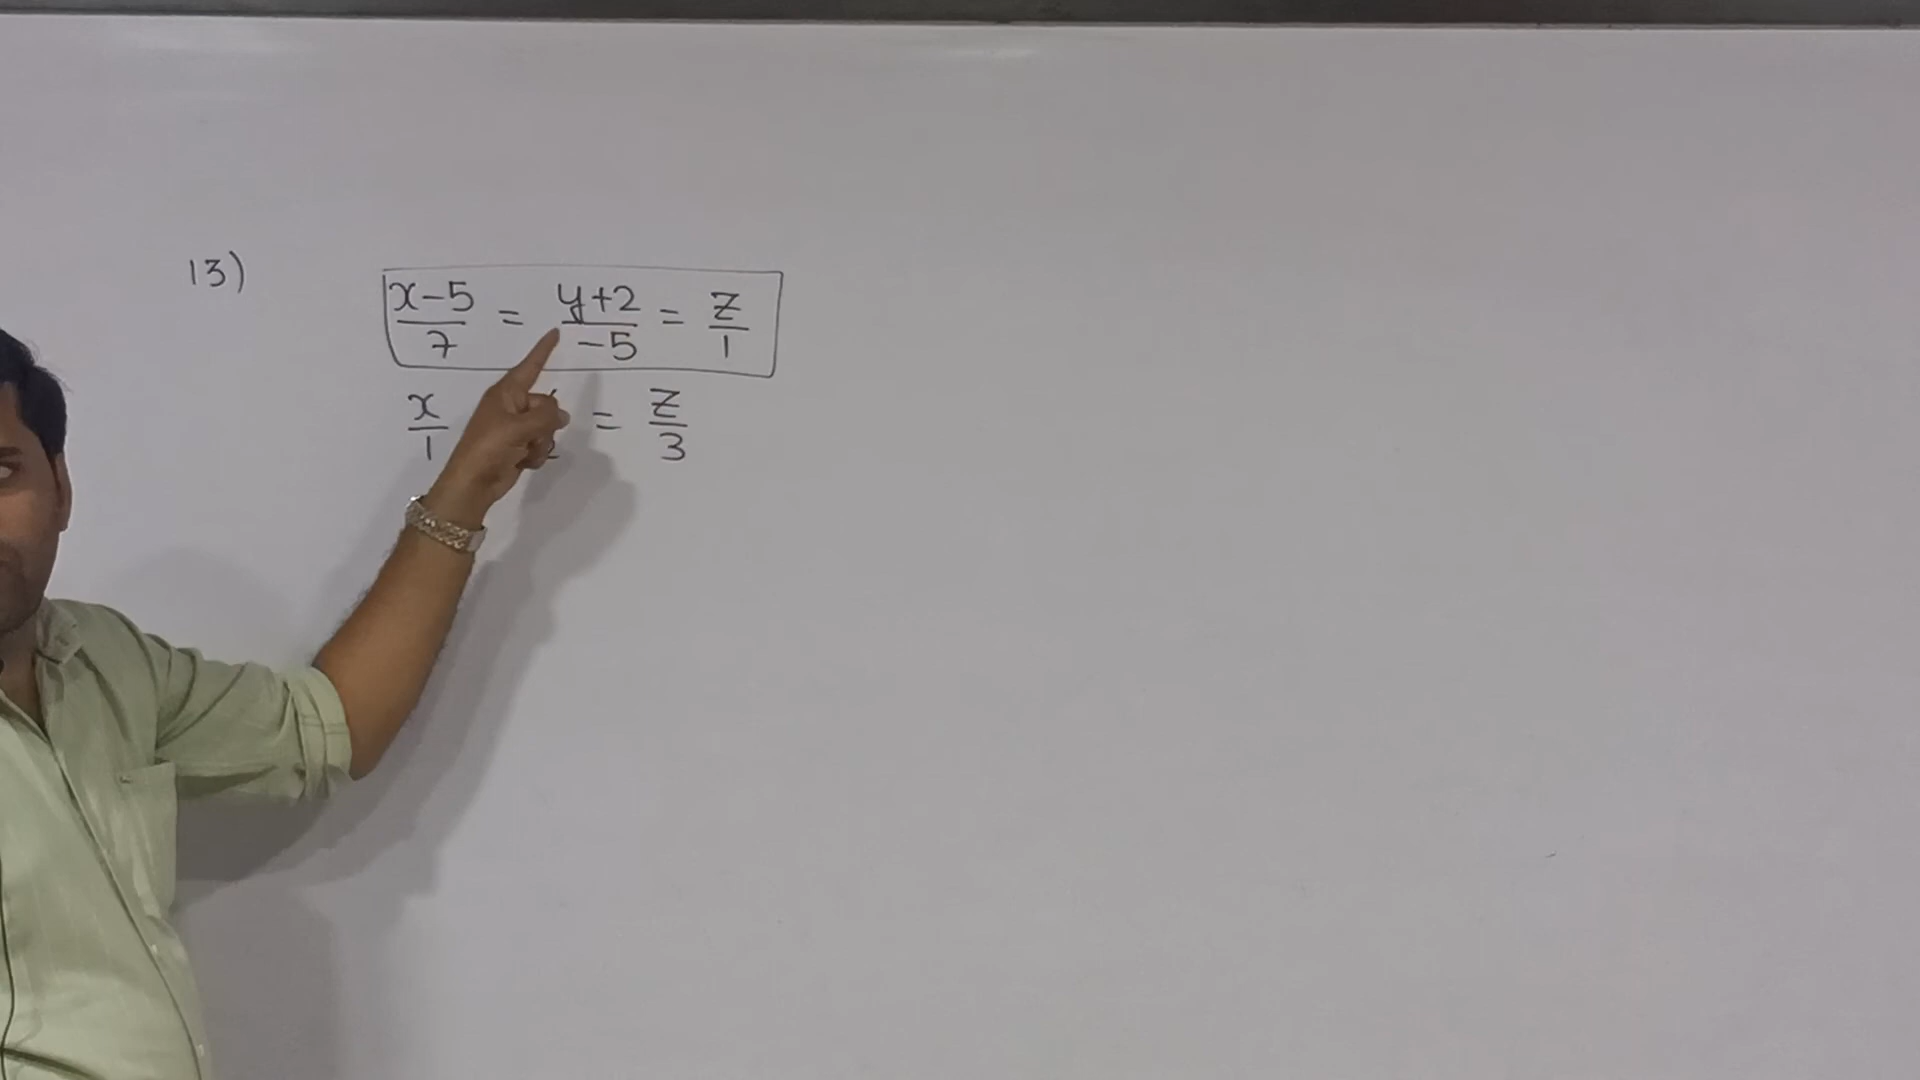 13)
x-5/7 = y+2/-5 = z/1
x/1 = z/3